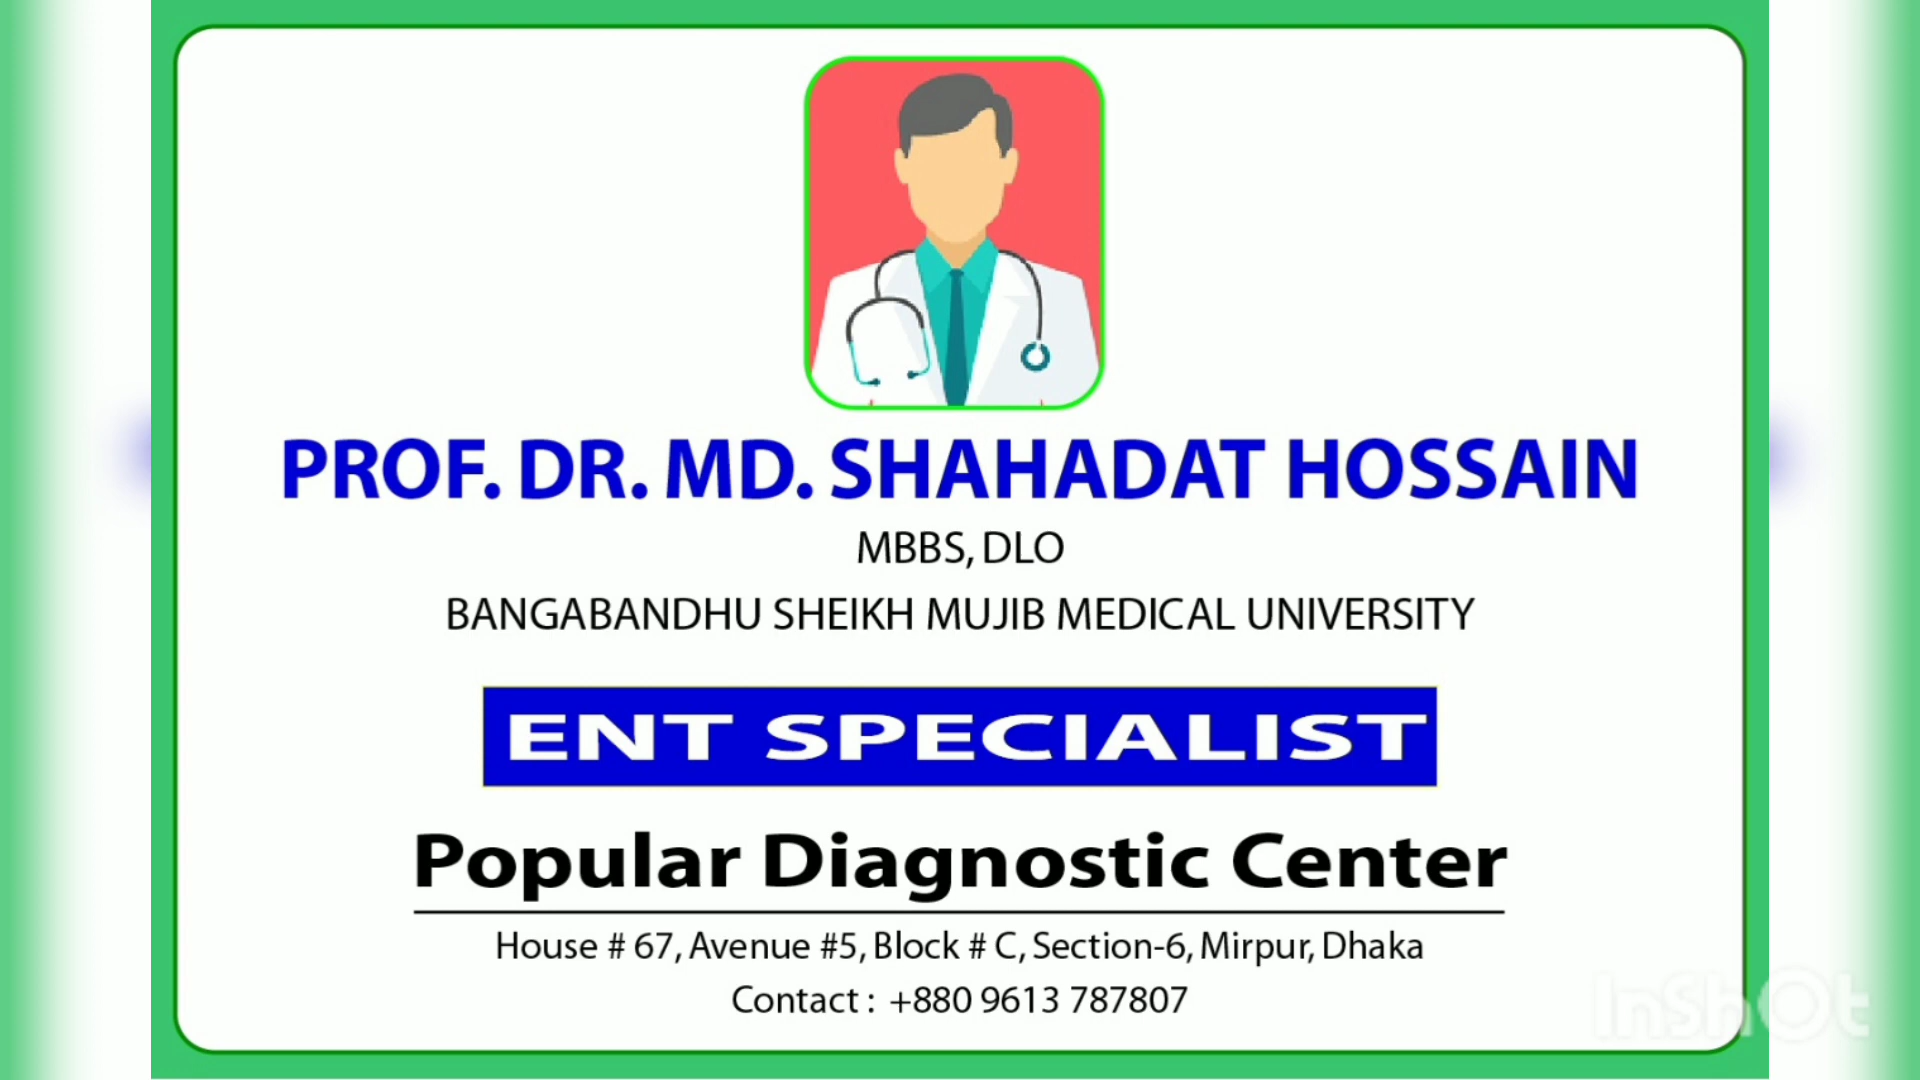 PROF. DR. MD. SHAHADAT HOSSAIN
MBBS, DLO
BANGABANDHU SHEIKH MUJIB MEDICAL UNIVERSITY
ENT SPECIALIST
Popular Diagnostic Center
House # 67, Avenue #5, Block # C, Section-6, Mirpur, Dhaka
Contact : +880 9613 787807
InShOt